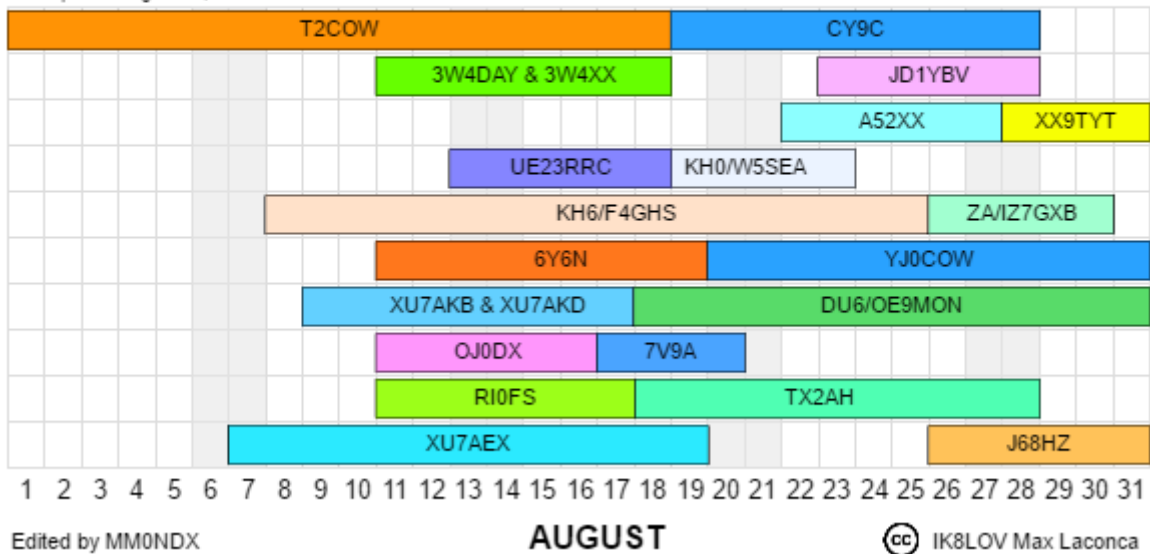 T2COW CY9C
3W4DAY & 3W4XX JD1YBV
A52XX XX9TYT
UE23RRC KH0/W5SEA
KH6/F4GHS ZA/IZ7GXB
6Y6N YJ0COW
XU7AKB & XU7AKD DU6/OE9MON
OJ0DX 7V9A
RI0FS TX2AH
XU7AEX J68HZ
1 2 3 4 5 6 7 8 9 10 11 12 13 14 15 16 17 18 19 20 21 22 23 24 25 26 27 28 29 30 31
Edited by MM0NDX AUGUST cc IK8LOV Max Laconca